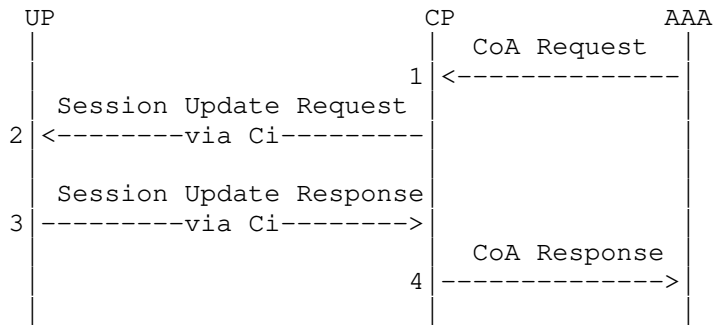 UP CP AAA
CoA Request
1|<--------------|
Session Update Request
2|<--------via Ci---------|
Session Update Response
3|---------via Ci-------->|
CoA Response
4|-------------->|